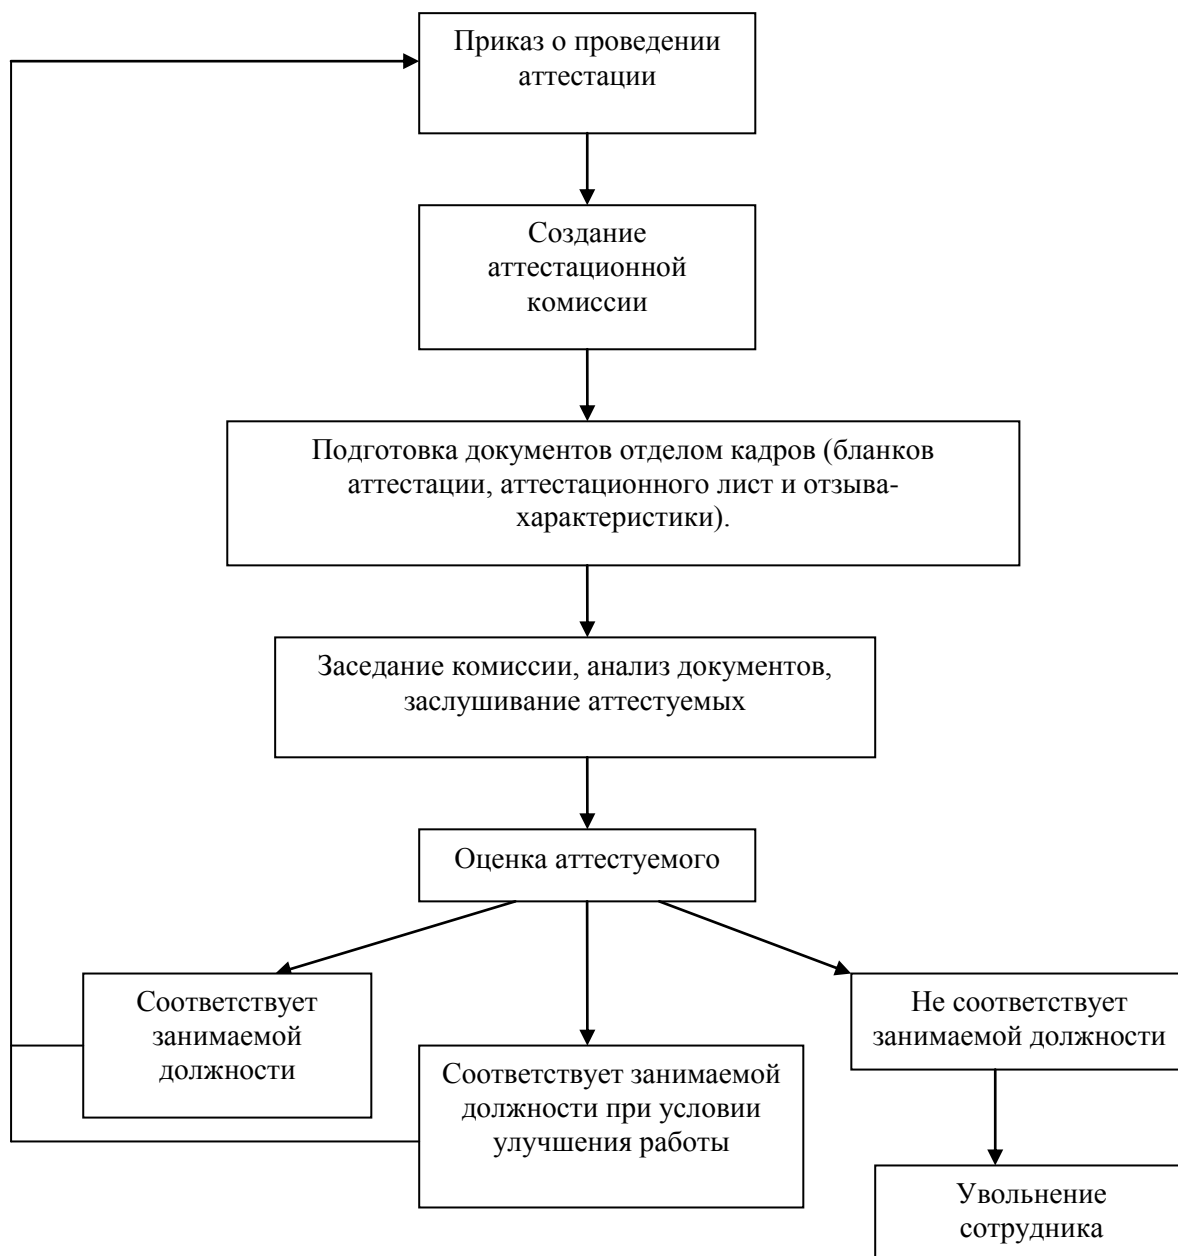 Приказ о проведении
аттестации
Создание
аттестационной
комиссии
Подготовка документов отделом кадров (бланков
аттестации, аттестационного лист и отзыва-
характеристики).
Заседание комиссии, анализ документов,
заслушивание аттестуемых
Оценка аттестуемого
Соответствует
занимаемой
должности
Соответствует занимаемой
должности при условии
улучшения работы
Не соответствует
занимаемой должности
Увольнение
сотрудника